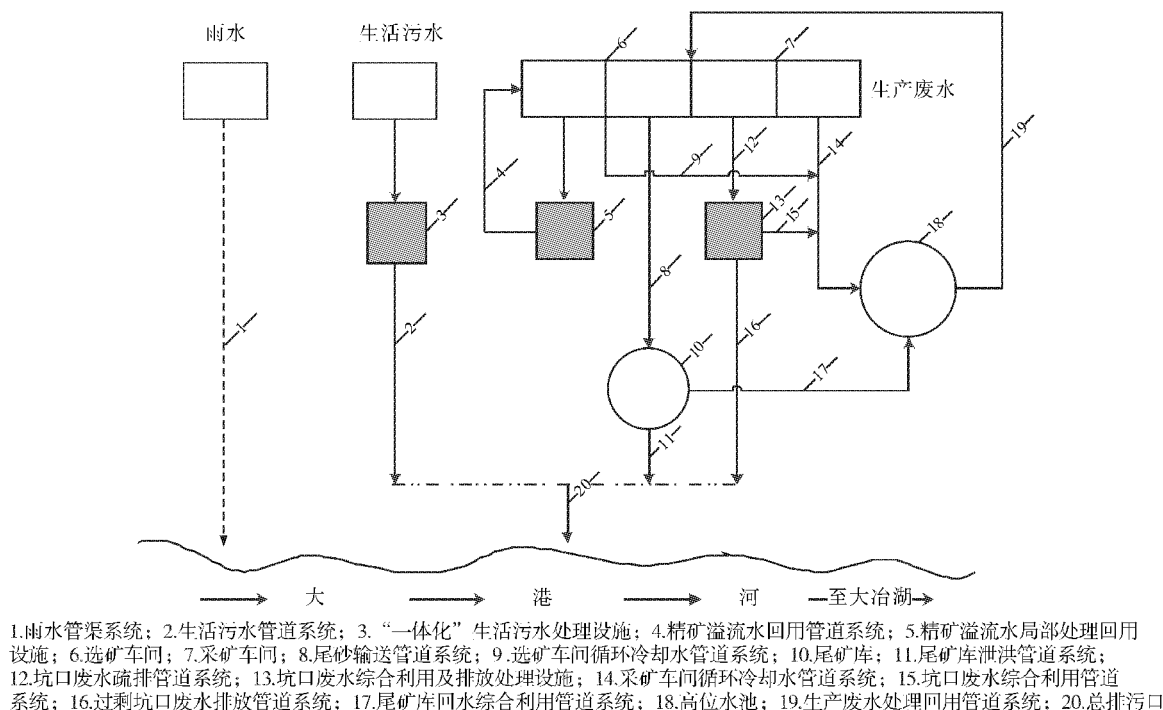 雨水
生活污水
生产废水
6
7
19
4
9
12
14
3
5
13
15
18
8
1
2
16
10
17
11
20
大 港 河 至大冶湖
1.雨水管渠系统；2.生活污水管道系统；3.“一体化”生活污水处理设施；4.精矿溢流水回用管道系统；5.精矿溢流水局部处理回用
设施；6.选矿车间；7.采矿车间；8.尾砂输送管道系统；9.选矿车间循环冷却水管道系统；10.尾矿库；11.尾矿库泄洪管道系统；
12.坑口废水疏排管道系统；13.坑口废水综合利用及排放处理设施；14.采矿车间循环冷却水管道系统；15.坑口废水综合利用管道
系统；16.过剩坑口废水排放管道系统；17.尾矿库回水综合利用管道系统；18.高位水池；19.生产废水处理回用管道系统；20.总排污口